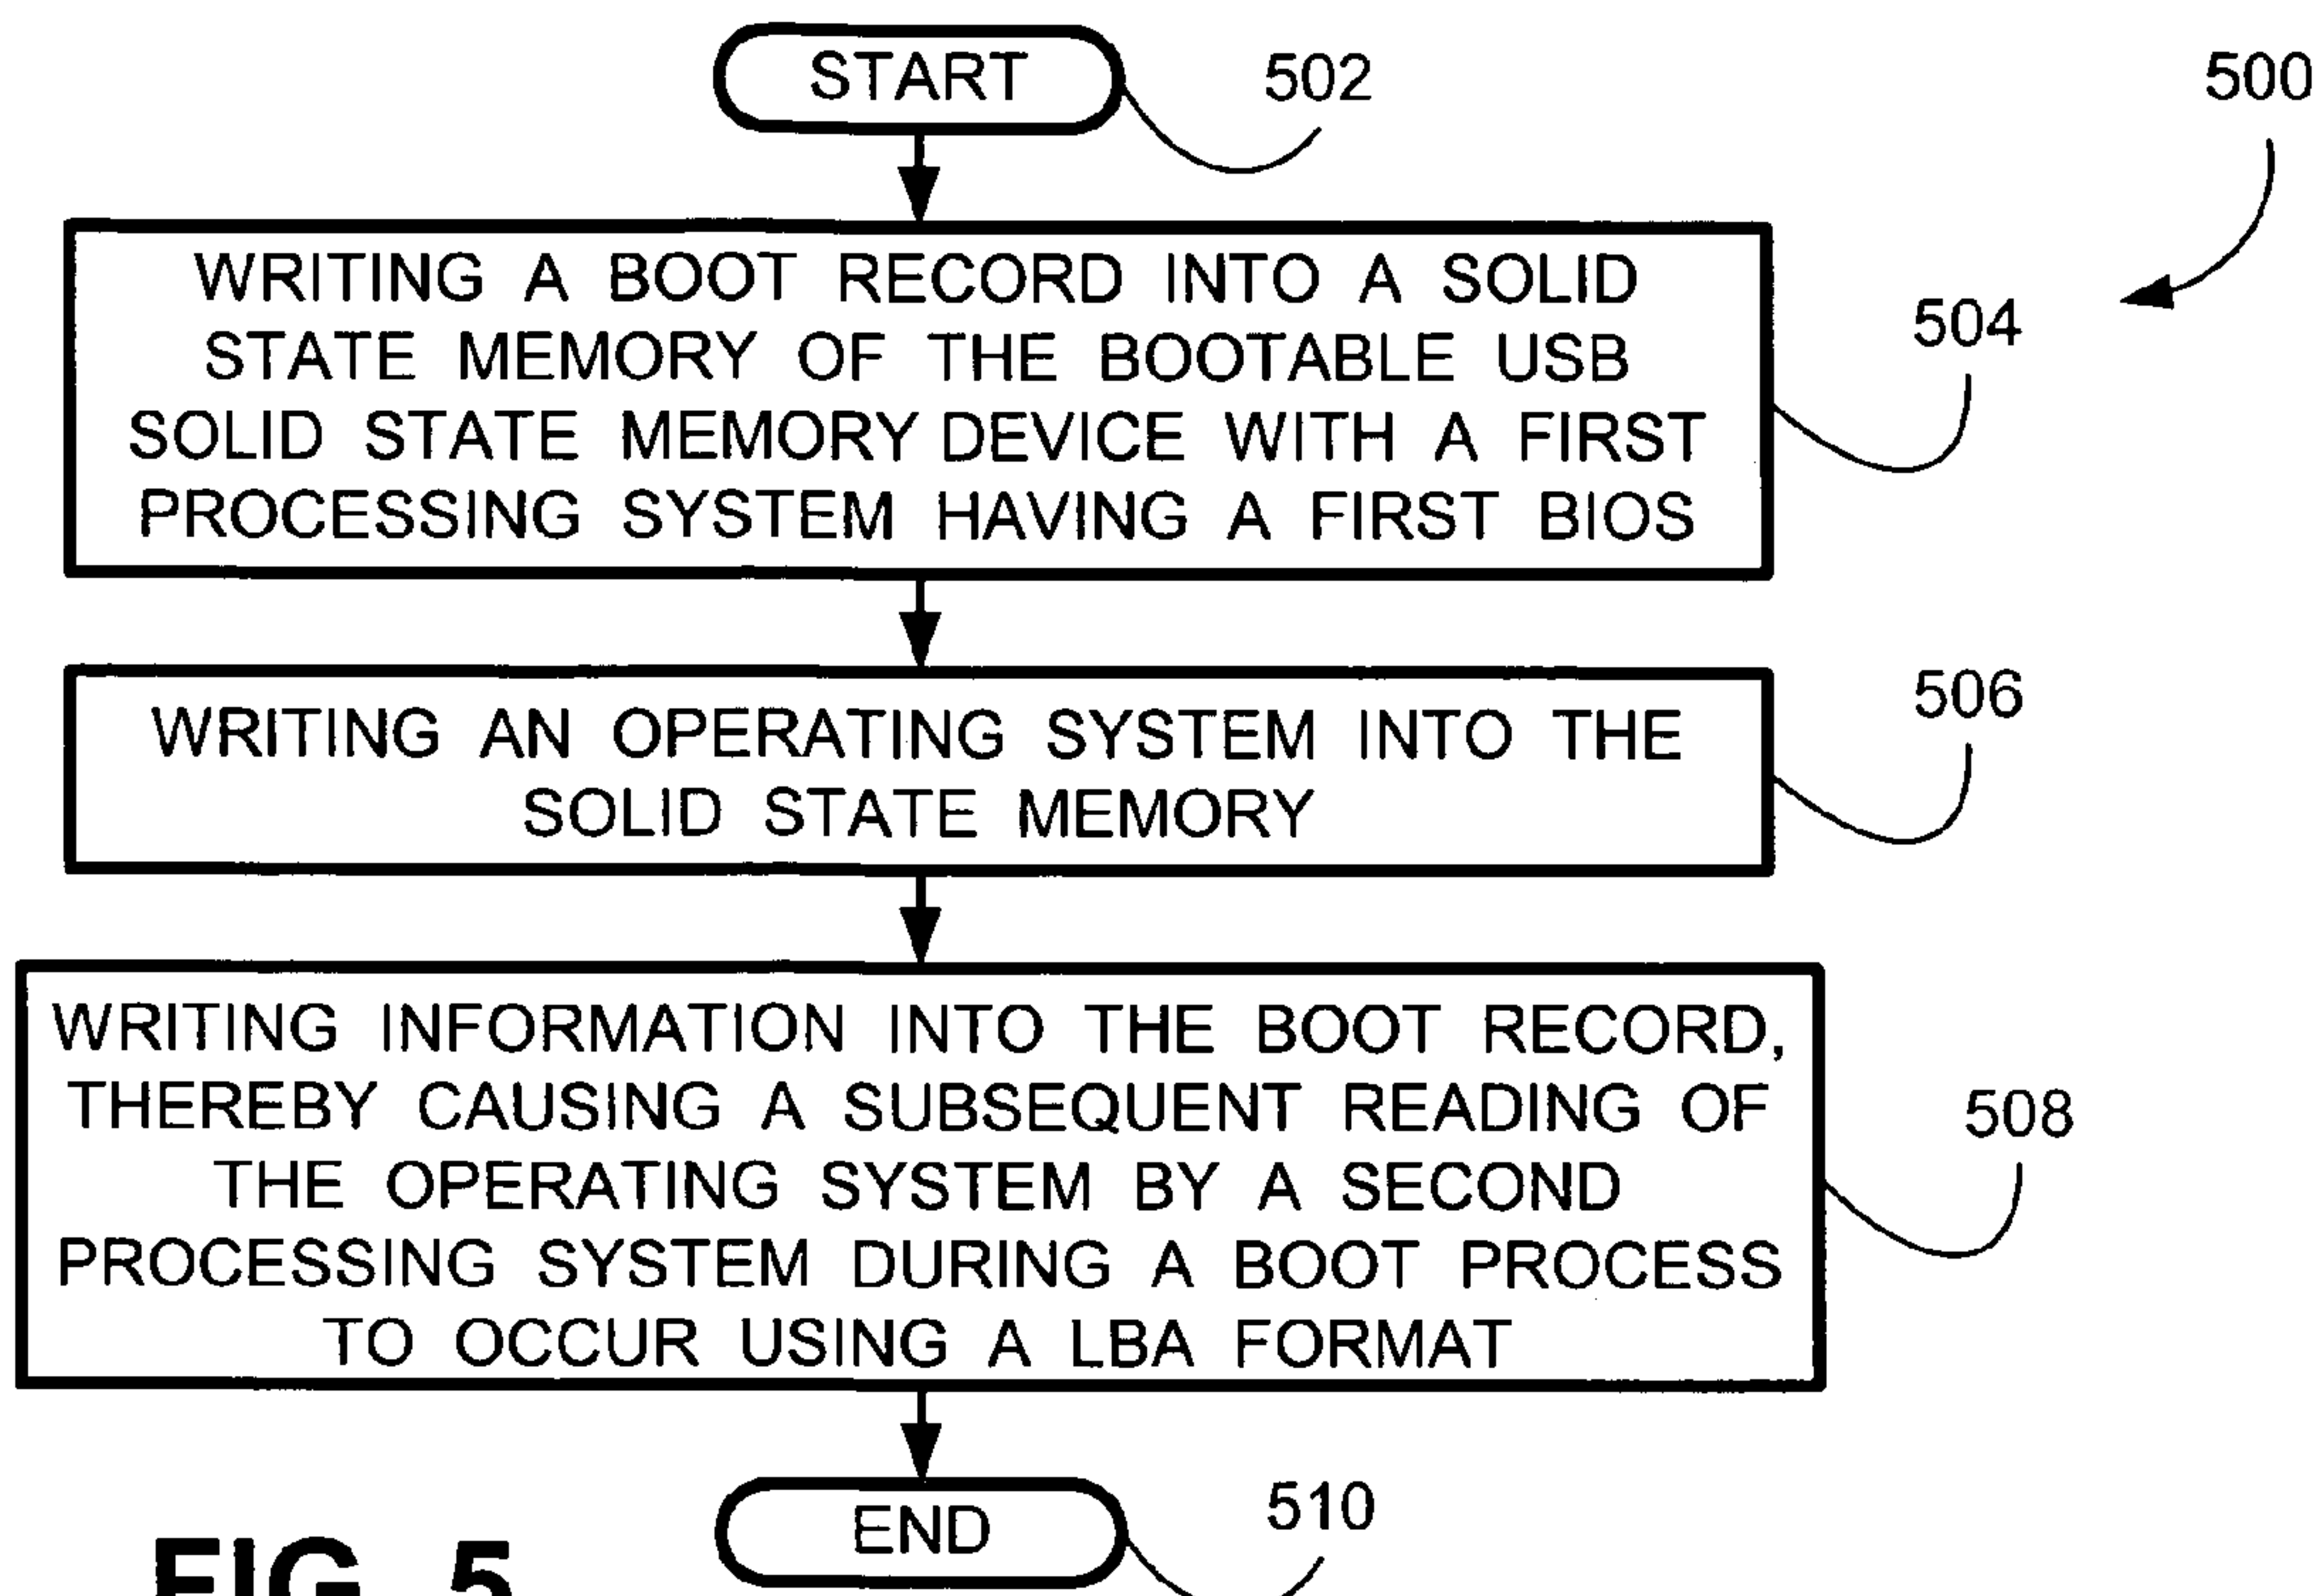 START
502
500
WRITING A BOOT RECORD INTO A SOLID
STATE MEMORY OF THE BOOTABLE USB
SOLID STATE MEMORY DEVICE WITH A FIRST
PROCESSING SYSTEM HAVING A FIRST BIOS
504
WRITING AN OPERATING SYSTEM INTO THE
SOLID STATE MEMORY
506
WRITING INFORMATION INTO THE BOOT RECORD,
THEREBY CAUSING A SUBSEQUENT READING OF
THE OPERATING SYSTEM BY A SECOND
PROCESSING SYSTEM DURING A BOOT PROCESS
TO OCCUR USING A LBA FORMAT
508
END
510
FIG. 5